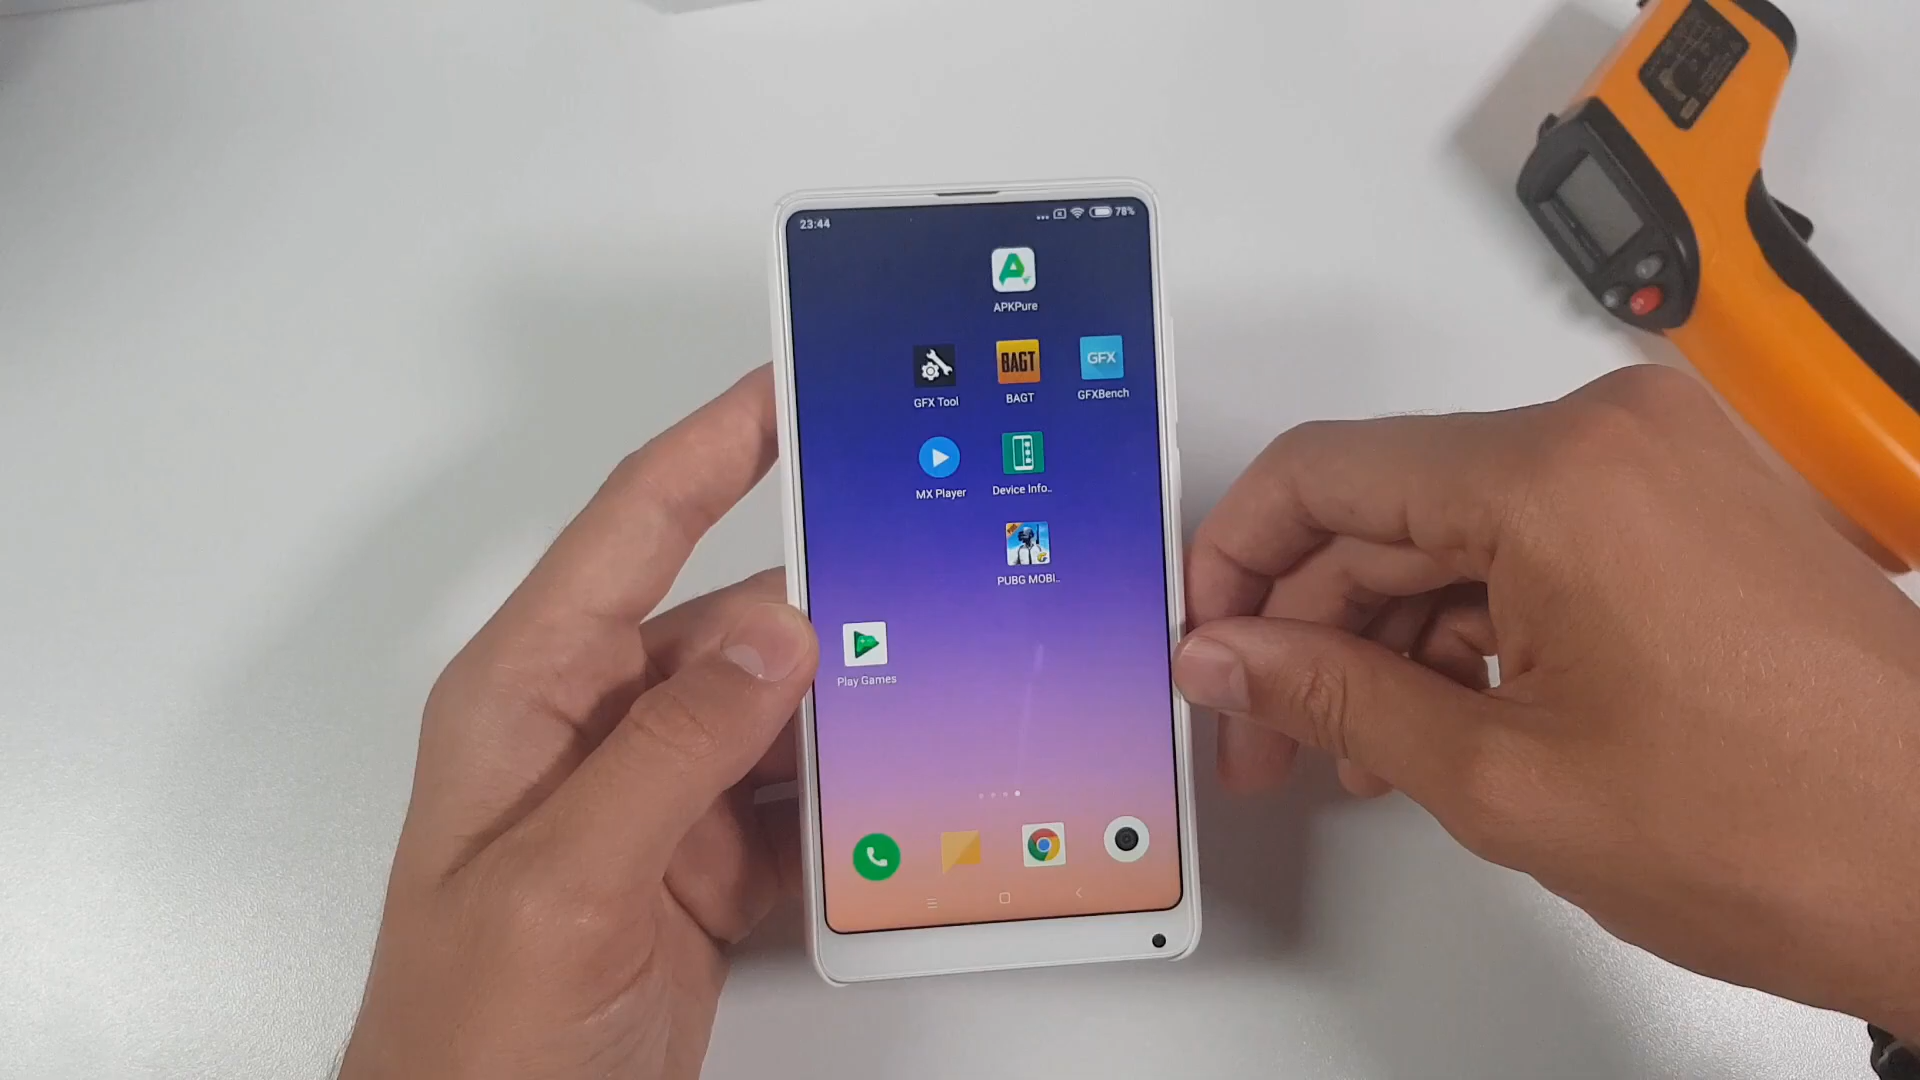 23:44
78%
APKPure
BAGT
GFX
GFX Tool
BAGT
GFXBench
MX Player
Device Info..
PUBG MOBI..
Play Games